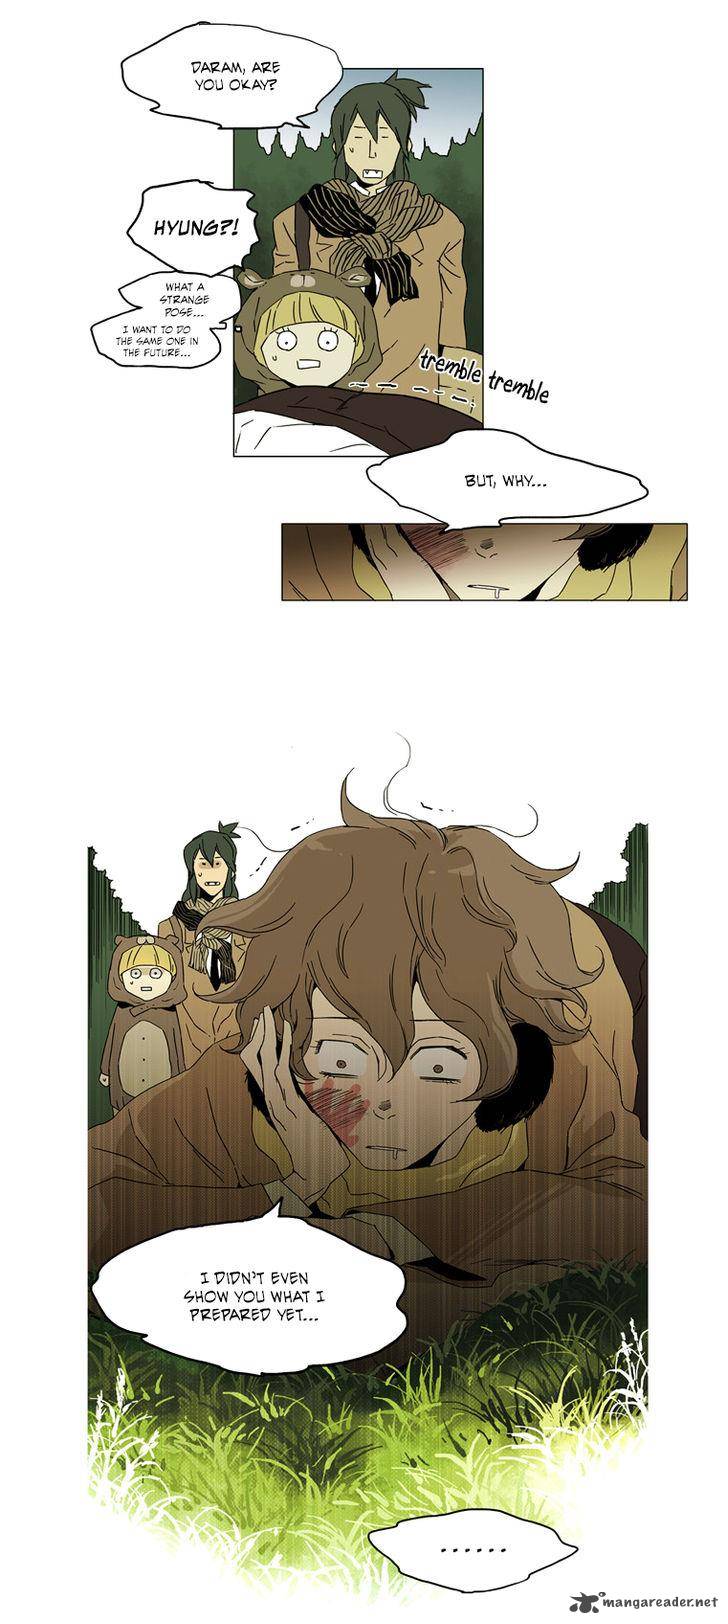 DARAM, ARE
YOU OKAY?
HYUNG?!
WHAT A
STRANGE
POSE...
I WANT TO DO
THE SAME ONE IN
THE FUTURE...
tremble tremble
BUT, WHY...
I DIDN'T EVEN
SHOW YOU WHAT I
PREPARED YET...
......
mangareader.net